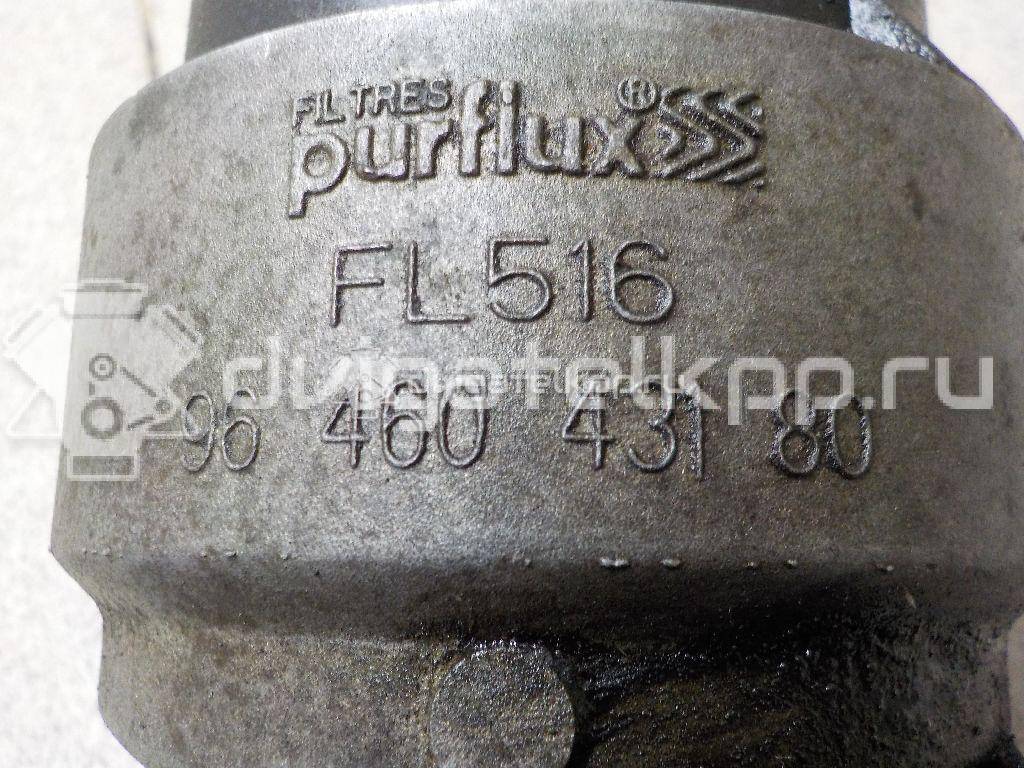 FILTRES
purflux®
FL516
96 460 431 80
dvigatelkpp.ru